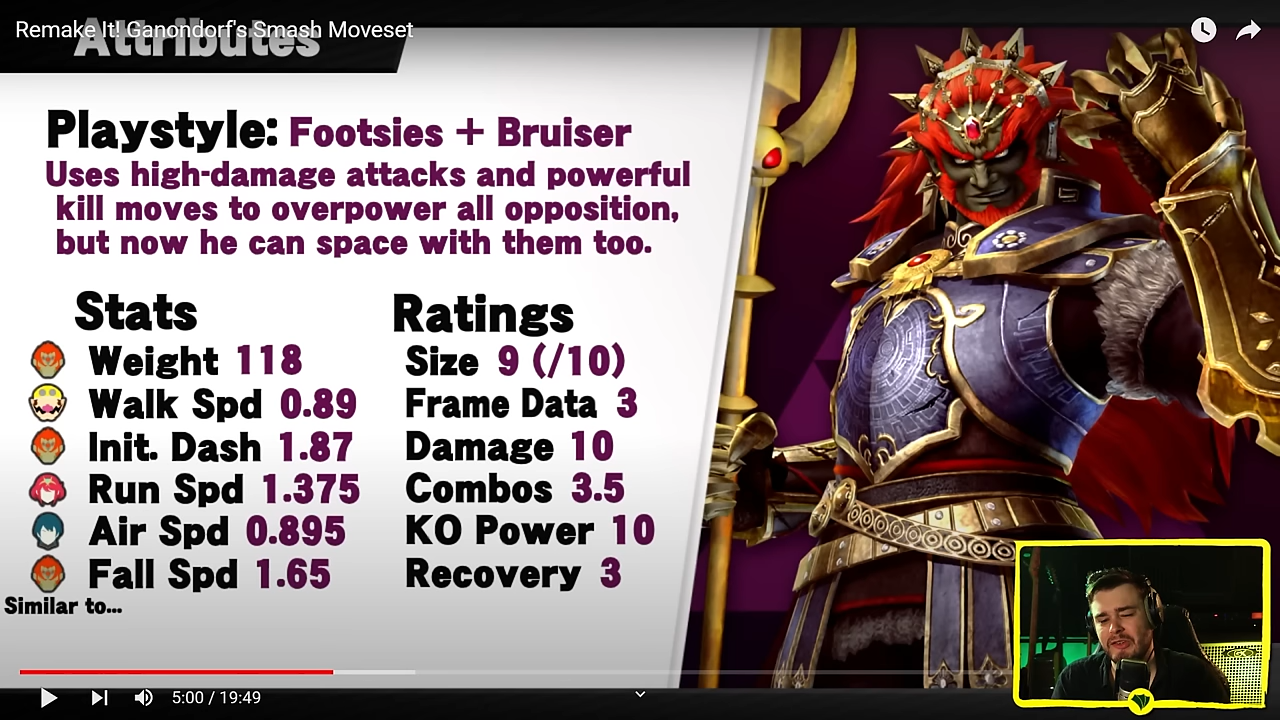 Remake It! Ganondorf's Smash Moveset
Attributes
Playstyle: Footsies + Bruiser
Uses high-damage attacks and powerful
kill moves to overpower all opposition,
but now he can space with them too.
Stats
Weight 118
Walk Spd 0.89
Init. Dash 1.87
Run Spd 1.375
Air Spd 0.895
Fall Spd 1.65
Similar to...
Ratings
Size 9 (/10)
Frame Data 3
Damage 10
Combos 3.5
KO Power 10
Recovery 3
5:00 / 19:49